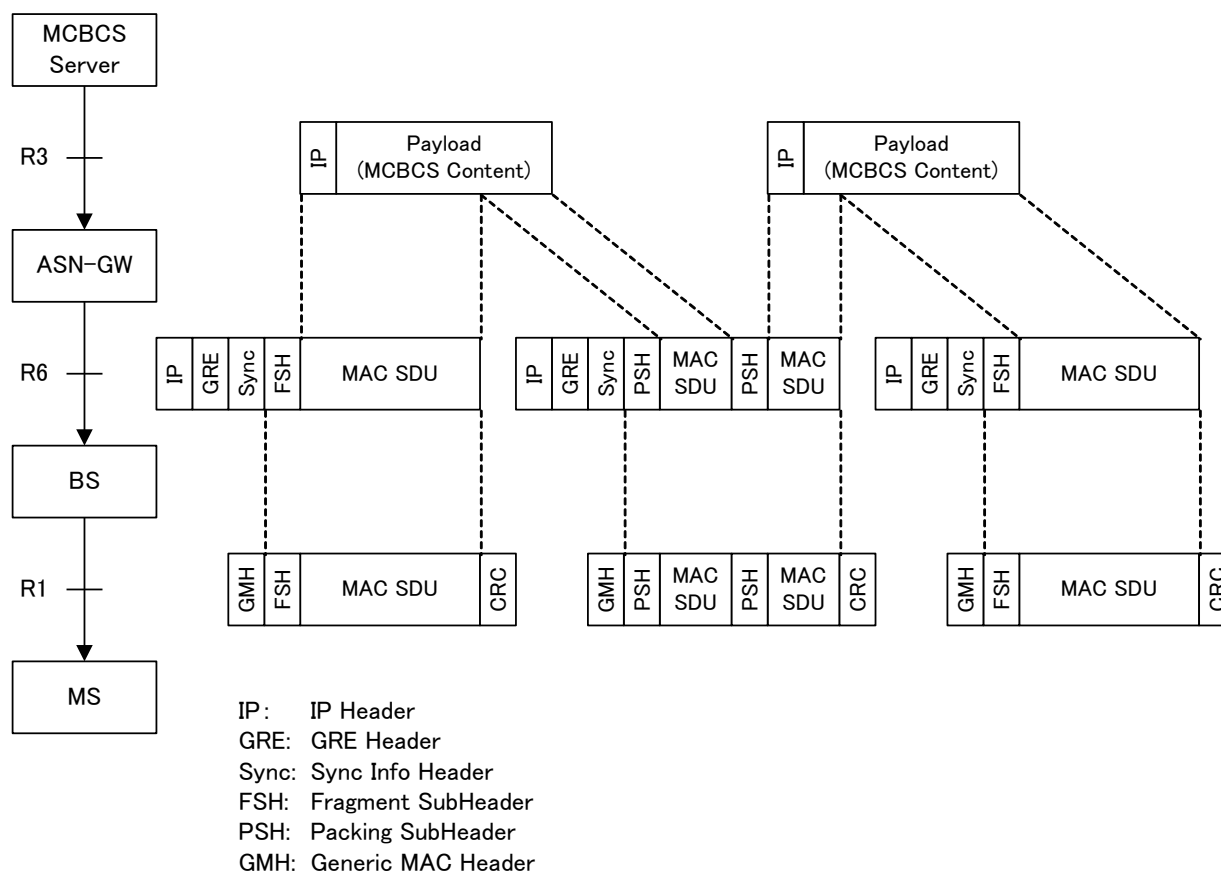 MCBCS
Server
R3
IP
Payload
(MCBCS Content)
IP
Payload
(MCBCS Content)
ASN-GW
R6
IP
GRE
Sync
FSH
MAC SDU
IP
GRE
Sync
PSH
MAC
SDU
PSH
MAC
SDU
IP
GRE
Sync
FSH
MAC SDU
BS
R1
GMH
FSH
MAC SDU
CRC
GMH
PSH
MAC
SDU
PSH
MAC
SDU
CRC
GMH
FSH
MAC SDU
CRC
MS
IP: IP Header
GRE: GRE Header
Sync: Sync Info Header
FSH: Fragment SubHeader
PSH: Packing SubHeader
GMH: Generic MAC Header